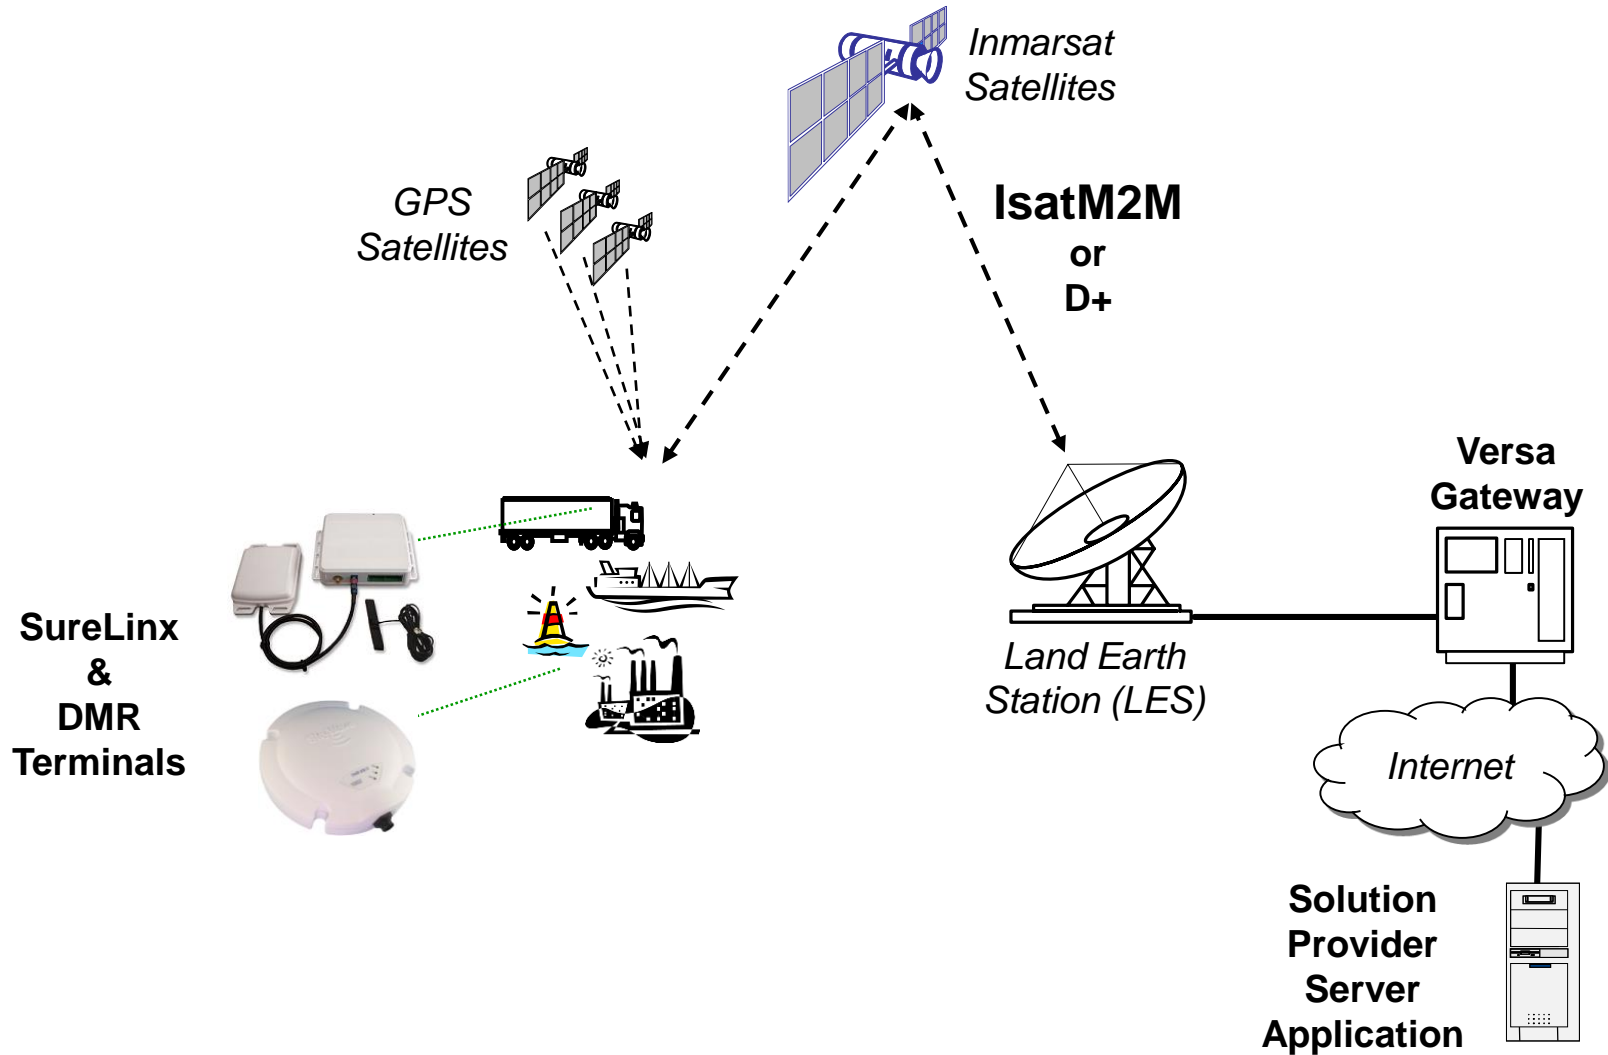 Inmarsat
Satellites
GPS
Satellites
IsatM2M
or
D+
Versa
Gateway
SureLinx
&
DMR
Terminals
Land Earth
Station (LES)
Internet
Solution
Provider
Server
Application